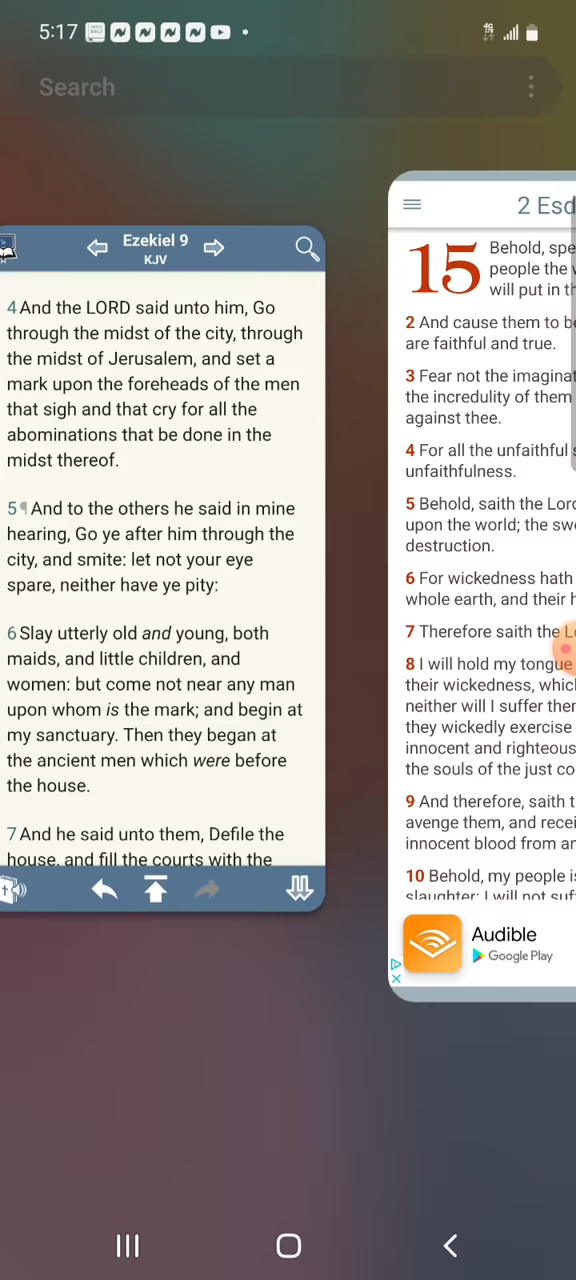 5:17
4G
Search
Ezekiel 9
KJV
4 And the LORD said unto him, Go
through the midst of the city, through
the midst of Jerusalem, and set a
mark upon the foreheads of the men
that sigh and that cry for all the
abominations that be done in the
midst thereof.
5 ¶ And to the others he said in mine
hearing, Go ye after him through the
city, and smite: let not your eye
spare, neither have ye pity:
6 Slay utterly old and young, both
maids, and little children, and
women: but come not near any man
upon whom is the mark; and begin at
my sanctuary. Then they began at
the ancient men which were before
the house.
7 And he said unto them, Defile the
house, and fill the courts with the
2 Esd
15 Behold, spe
people the
will put in th
2 And cause them to be
are faithful and true.
3 Fear not the imaginat
the incredulity of them
against thee.
4 For all the unfaithful
unfaithfulness.
5 Behold, saith the Lord
upon the world; the swo
destruction.
6 For wickedness hath
whole earth, and their h
7 Therefore saith the L
8 I will hold my tongue
their wickedness, whic
neither will I suffer ther
they wickedly exercise
innocent and righteous
the souls of the just co
9 And therefore, saith t
avenge them, and recei
innocent blood from ar
10 Behold, my people is
slaughter: I will not suf
Audible
Google Play